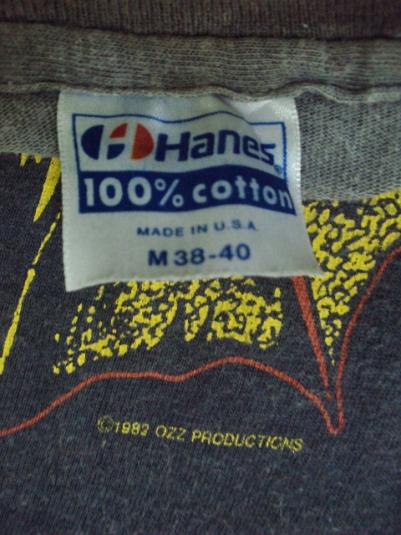 Hanes®
100% cotton
MADE IN U.S.A.
M 38-40
©1982 OZZ PRODUCTIONS